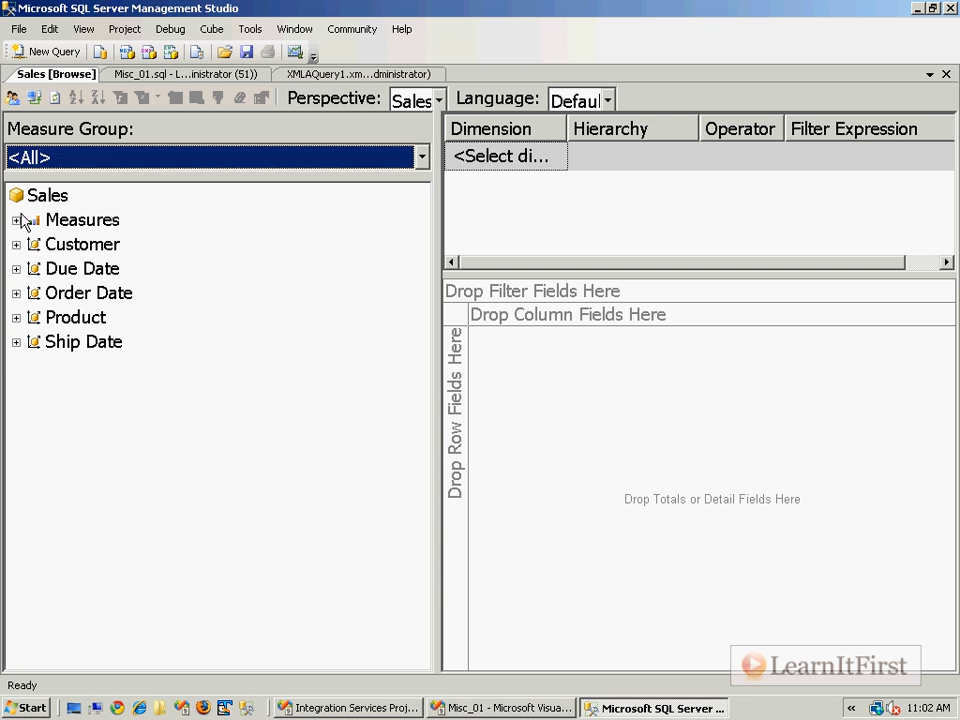 Microsoft SQL Server Management Studio
File Edit View Project Debug Cube Tools Window Community Help
New Query
Sales [Browse] Misc_01.sql - L...inistrator (51)) XMLAQuery1.xm...dministrator)
Perspective: Sales Language: Defaul
Measure Group:
<All>
Dimension Hierarchy Operator Filter Expression
<Select di...
Sales
Measures
Customer
Due Date
Order Date
Product
Ship Date
Drop Filter Fields Here
Drop Column Fields Here
Drop Row Fields Here
Drop Totals or Detail Fields Here
LearnItFirst
Ready
Start Integration Services Proj... Misc_01 - Microsoft Visua... Microsoft SQL Server ... « 11:02 AM